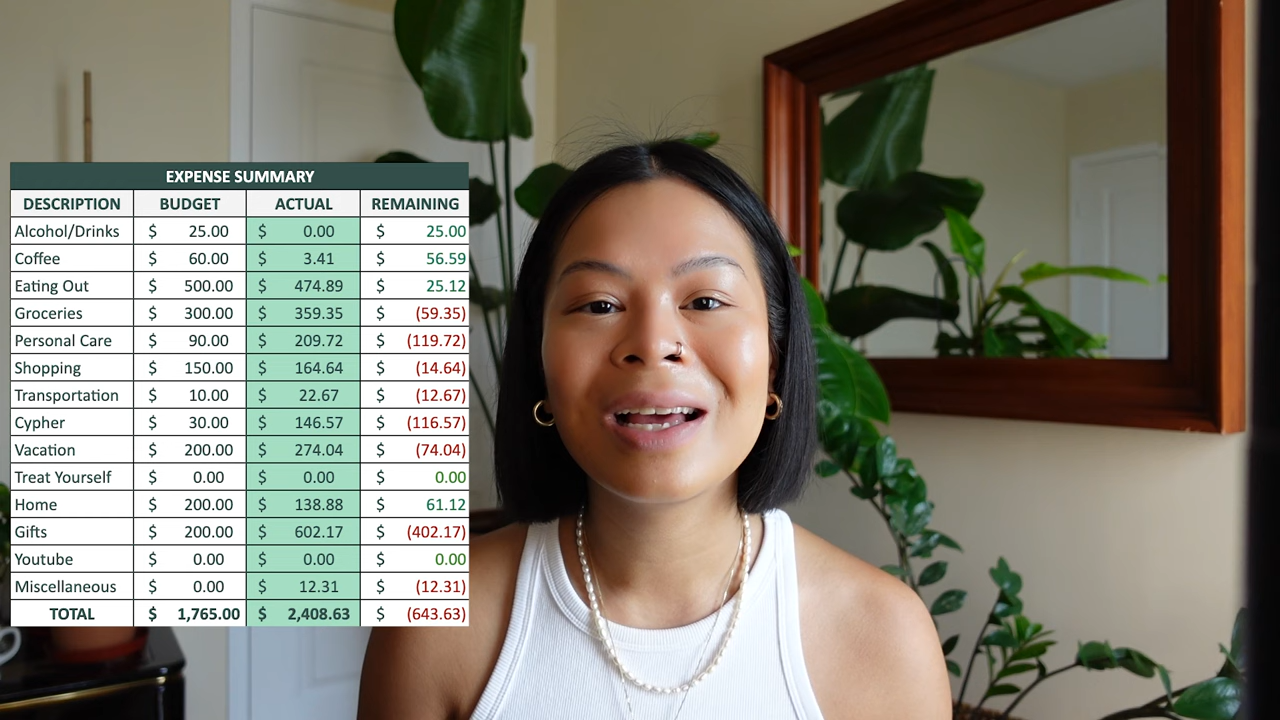 EXPENSE SUMMARY
DESCRIPTION BUDGET ACTUAL REMAINING
Alcohol/Drinks $ 25.00 $ 0.00 $ 25.00
Coffee $ 60.00 $ 3.41 $ 56.59
Eating Out $ 500.00 $ 474.89 $ 25.12
Groceries $ 300.00 $ 359.35 $ (59.35)
Personal Care $ 90.00 $ 209.72 $ (119.72)
Shopping $ 150.00 $ 164.64 $ (14.64)
Transportation $ 10.00 $ 22.67 $ (12.67)
Cypher $ 30.00 $ 146.57 $ (116.57)
Vacation $ 200.00 $ 274.04 $ (74.04)
Treat Yourself $ 0.00 $ 0.00 $ 0.00
Home $ 200.00 $ 138.88 $ 61.12
Gifts $ 200.00 $ 602.17 $ (402.17)
Youtube $ 0.00 $ 0.00 $ 0.00
Miscellaneous $ 0.00 $ 12.31 $ (12.31)
TOTAL $ 1,765.00 $ 2,408.63 $ (643.63)